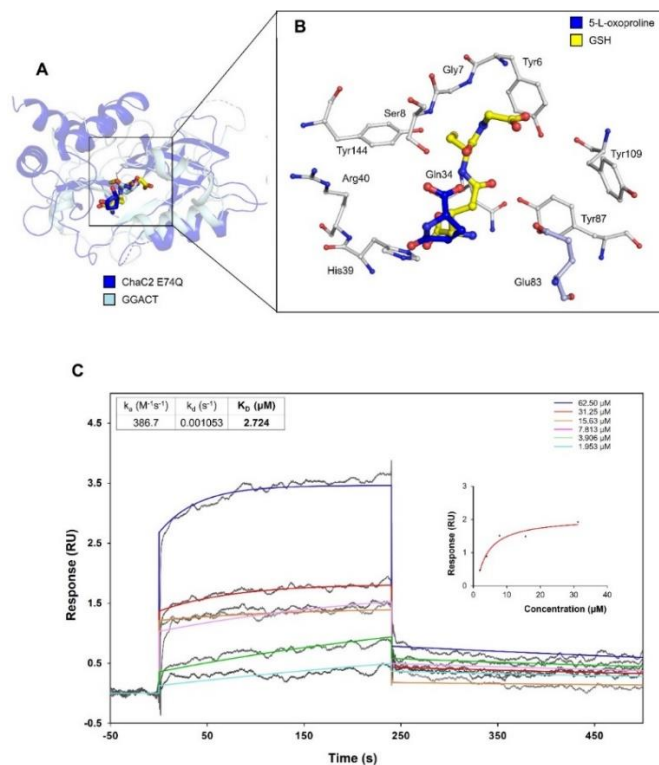 5-L-oxoproline
GSH
A
B
Gly7
Tyr6
Ser8
Tyr144
Tyr109
Arg40
Gln34
Tyr87
His39
Glu83
ChaC2 E74Q
GGACT
C
5.0
4.5
3.5
2.5
1.5
0.5
-0.5
Response (RU)
kₐ (M⁻¹s⁻¹) k_d (s⁻¹) K_D (µM)
386.7 0.001053 2.724
62.50 µM
31.25 µM
15.63 µM
7.813 µM
3.906 µM
1.953 µM
3
2
1
0
Response (RU)
0 10 20 30 40
Concentration (µM)
-50 50 150 250 350 450
Time (s)